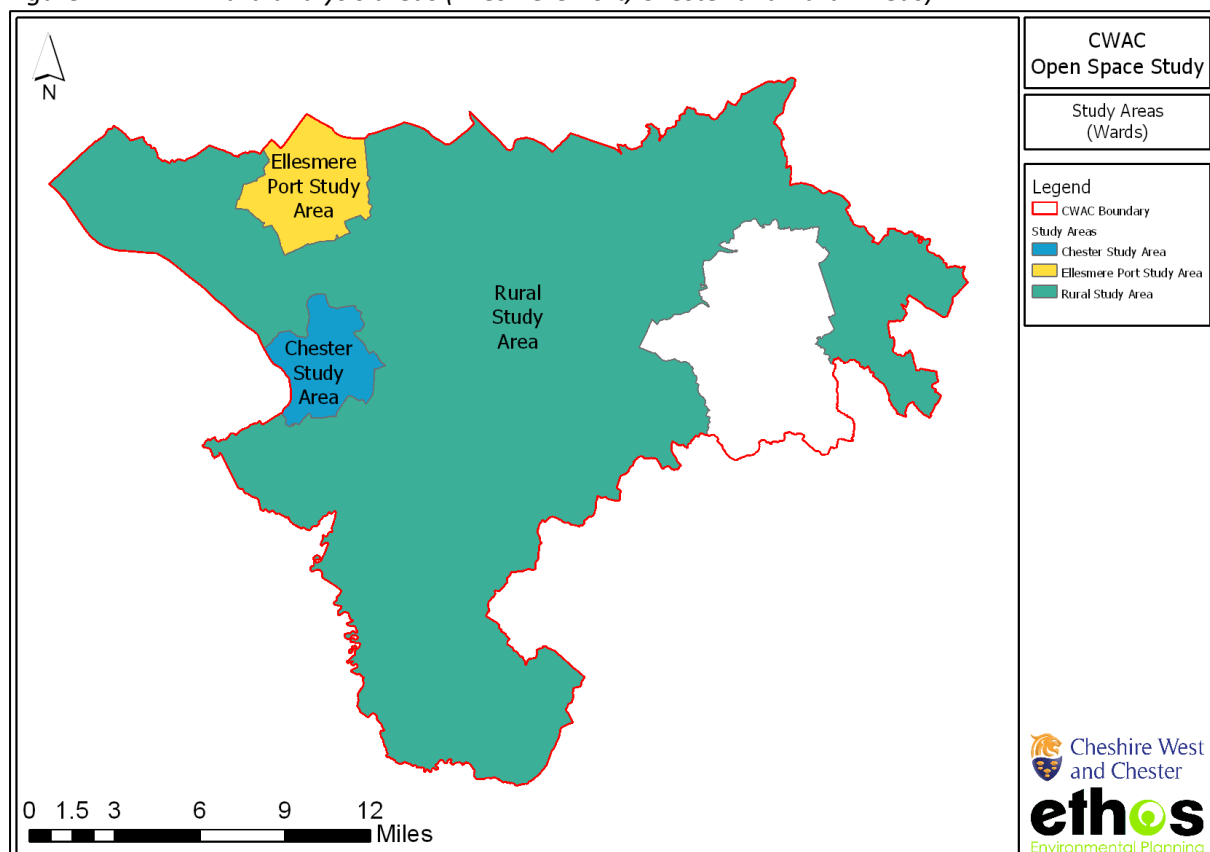 N
Ellesmere
Port Study
Area
Rural
Study
Area
Chester
Study
Area
0 1.5 3 6 9 12
Miles
CWAC
Open Space Study
Study Areas
(Wards)
Legend
CWAC Boundary
Study Areas
Chester Study Area
Ellesmere Port Study Area
Rural Study Area
Cheshire West
and Chester
ethos
Environmental Planning